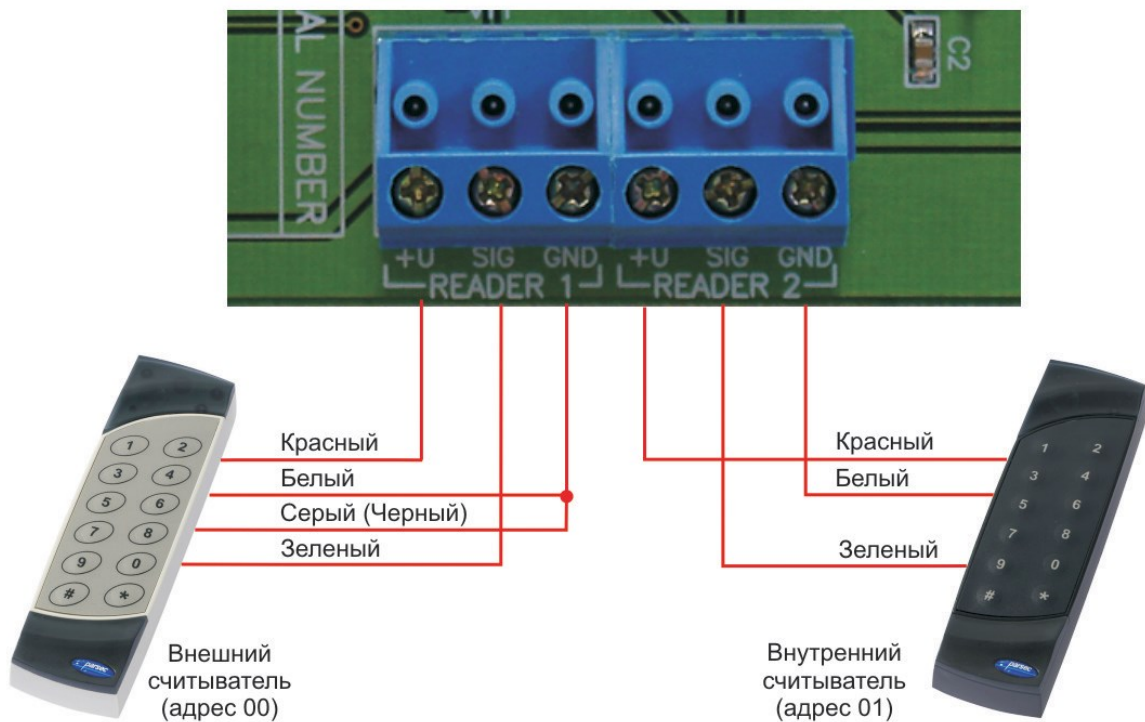 AL NUMBER
C2
+U SIG GND +U SIG GND
READER 1 READER 2
Красный
Белый
Серый (Черный)
Зеленый
Красный
Белый
Зеленый
1 2
3 4
5 6
7 8
9 0
# *
parsec
1 2
3 4
5 6
7 8
9 0
# *
parsec
Внешний
считыватель
(адрес 00)
Внутренний
считыватель
(адрес 01)